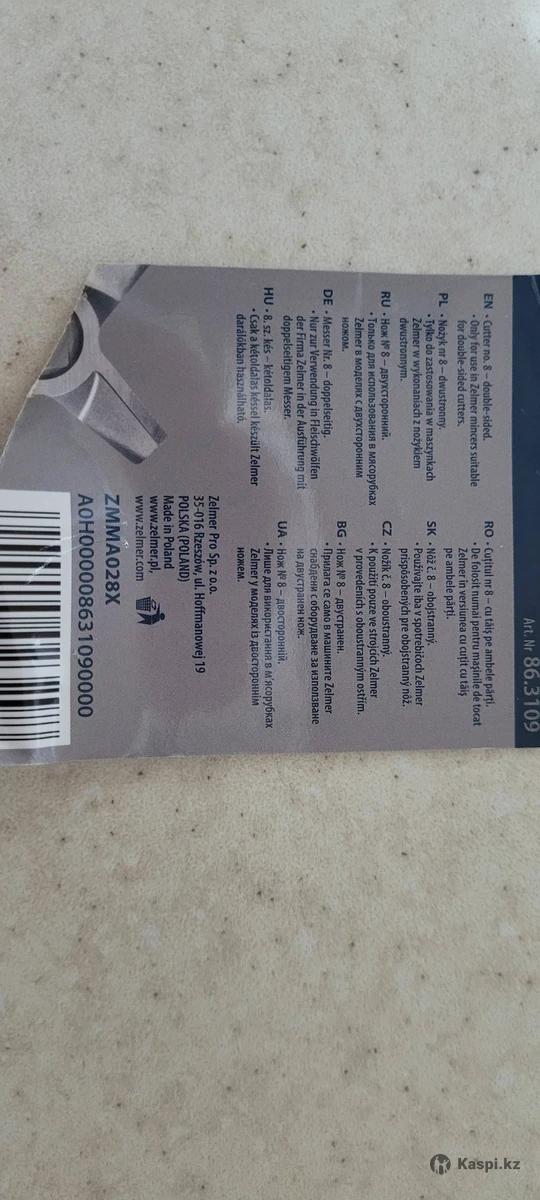 Art. Nr 86.3109
EN • Cutter no. 8 – double-sided.
• Only for use in Zelmer mincers suitable
for double-sided cutters.
PL • Nożyk nr 8 – dwustronny.
• Tylko do zastosowania w maszynkach
Zelmer w wykonaniach z nożykiem
dwustronnym.
RU • Нож № 8 – двухсторонний.
• Только для использования в мясорубках
Zelmer в моделях с двухсторонним
ножом.
DE • Messer Nr. 8 – doppelseitig.
• Nur zur Verwendung in Fleischwölfen
der Firma Zelmer in der Ausführung mit
doppelseitigem Messer.
HU • 8. sz. kés – kétoldalas.
• Csak a kétoldalas késsel készült Zelmer
darálókban használható.
RO • Cuțitul nr 8 – cu tăiș pe ambele părți.
• De folosit numai pentru mașinile de tocat
Zelmer în versiunea cu cuțit cu tăiș
pe ambele părți.
SK • Nôž č. 8 – obojstranný.
• Používajte iba v spotrebičoch Zelmer
prispôsobených pre obojstranný nôž.
CZ • Nožík č. 8 – oboustranný.
• K použití pouze ve strojcích Zelmer
v provedeních s oboustranným ostřím.
BG • Нож № 8 – двустранен.
• Прилага се само в машините Zelmer
снабдени с оборудване за използване
на двустранен нож.
UA • Нож № 8 – двосторонній.
• Лише для використання в м'ясорубках
Zelmer у моделях із двостороннім
ножем.
Zelmer Pro Sp. z o.o.
35-016 Rzeszów, ul. Hoffmanowej 19
POLSKA (POLAND)
Made in Poland
www.zelmer.pl,
www.zelmer.com
ZMMA028X
A0H000008631090000
Kaspi.kz